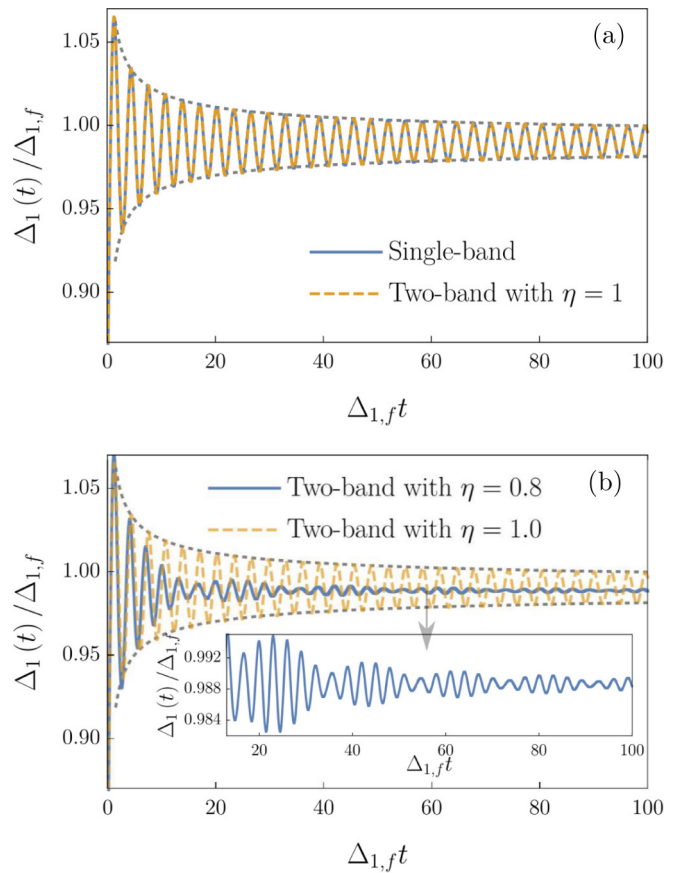 (a)
1.05
1.00
0.95
0.90
Δ₁(t)/Δ₁,f
Single-band
Two-band with η = 1
0 20 40 60 80 100
Δ₁,f t
(b)
1.05
1.00
0.95
0.90
Δ₁(t)/Δ₁,f
Two-band with η = 0.8
Two-band with η = 1.0
0.992
0.988
0.984
Δ₁(t)/Δ₁,f
20 40 60 80 100
Δ₁,f t
0 20 40 60 80 100
Δ₁,f t